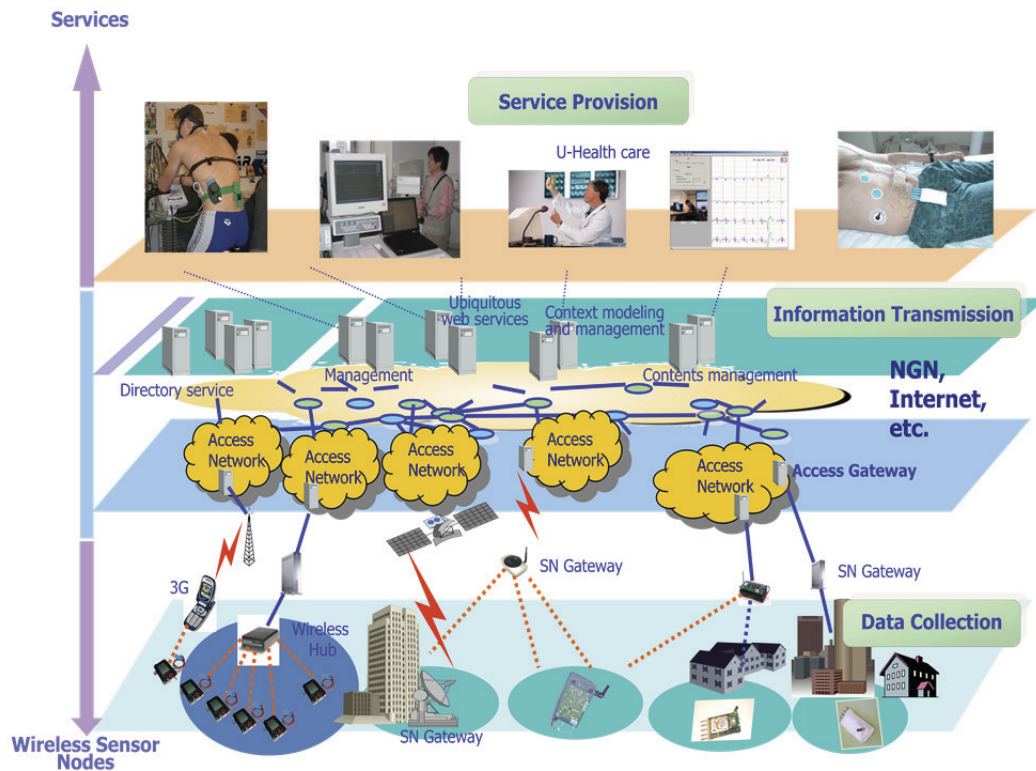 Services
Service Provision
U-Health care
Ubiquitous
web services
Context modeling
and management
Information Transmission
Directory service
Management
Contents management
NGN,
Internet,
etc.
Access
Network
Access
Network
Access
Network
Access
Network
Access
Network
Access Gateway
3G
SN Gateway
SN Gateway
Wireless
Hub
Data Collection
SN Gateway
Wireless Sensor
Nodes